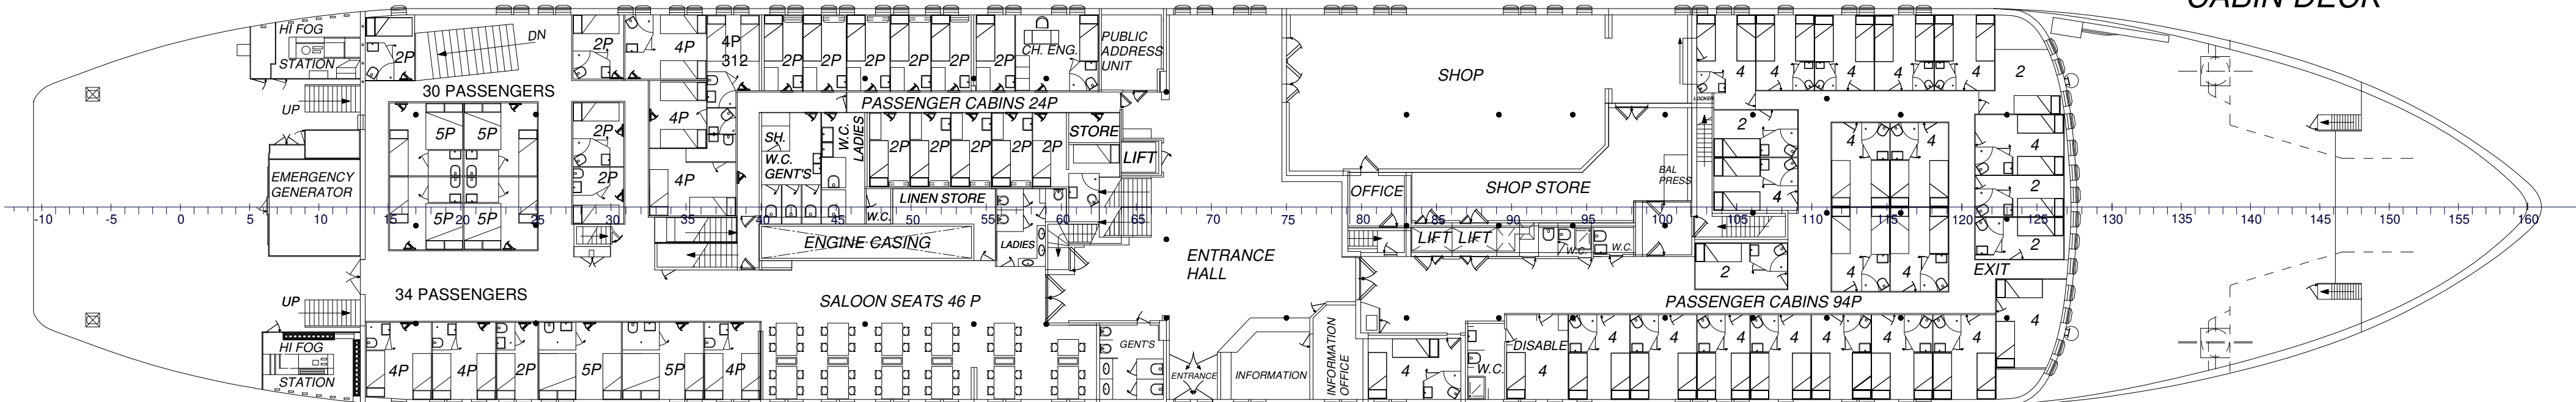 CABIN DECK
HI FOG
STATION
2P
DN
2P
4P
4P
312
2P
2P
2P
2P
2P
2P
CH. ENG.
PUBLIC
ADDRESS
UNIT
SHOP
4
4
4
4
4
2
UP
30 PASSENGERS
PASSENGER CABINS 24P
LOCKER
5P
5P
2P
4P
SH.
W.C.
LADIES
2P
2P
2P
2P
2P
STORE
LIFT
2
4
4
4
W.C.
GENT'S
EMERGENCY
GENERATOR
2P
4P
LINEN STORE
OFFICE
SHOP STORE
BAL
PRESS
4
2
5P
5P
W.C.
-10 -5 0 5 10 15 20 25 30 35 40 45 50 55 60 65 70 75 80 85 90 95 100 105 110 115 120 125 130 135 140 145 150 155 160
ENGINE CASING
LADIES
LIFT
LIFT
W.C.
W.C.
2
ENTRANCE
HALL
2
4
4
EXIT
UP
34 PASSENGERS
SALOON SEATS 46 P
PASSENGER CABINS 94P
HI FOG
STATION
4P
4P
2P
5P
5P
4P
GENT'S
ENTRANCE
INFORMATION
INFORMATION
OFFICE
4
W.C.
DISABLE
4
4
4
4
4
4
4
4
4